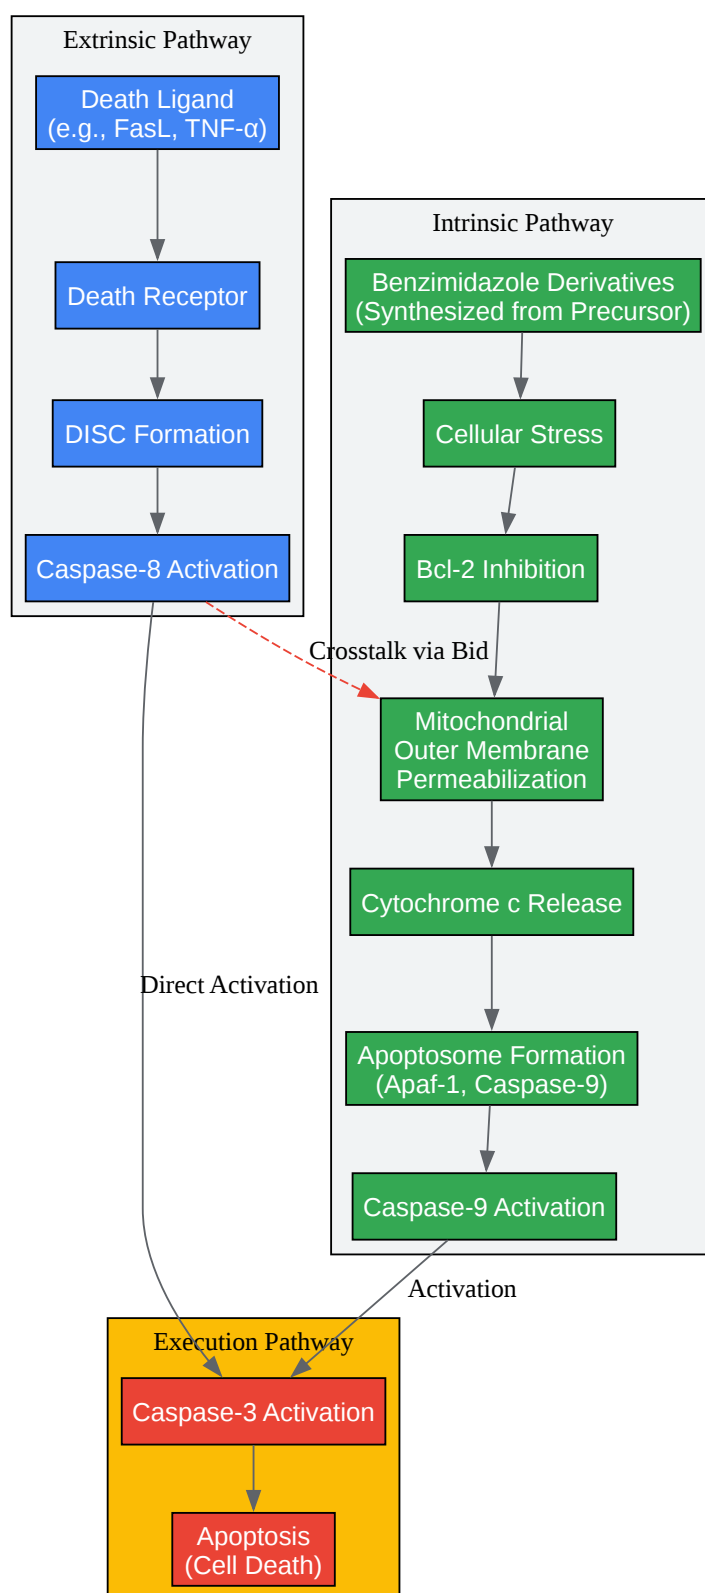 Extrinsic Pathway
Death Ligand
(e.g., FasL, TNF-α)
Death Receptor
DISC Formation
Caspase-8 Activation
Intrinsic Pathway
Benzimidazole Derivatives
(Synthesized from Precursor)
Cellular Stress
Bcl-2 Inhibition
Crosstalk via Bid
Mitochondrial
Outer Membrane
Permeabilization
Cytochrome c Release
Direct Activation
Apoptosome Formation
(Apaf-1, Caspase-9)
Caspase-9 Activation
Activation
Execution Pathway
Caspase-3 Activation
Apoptosis
(Cell Death)